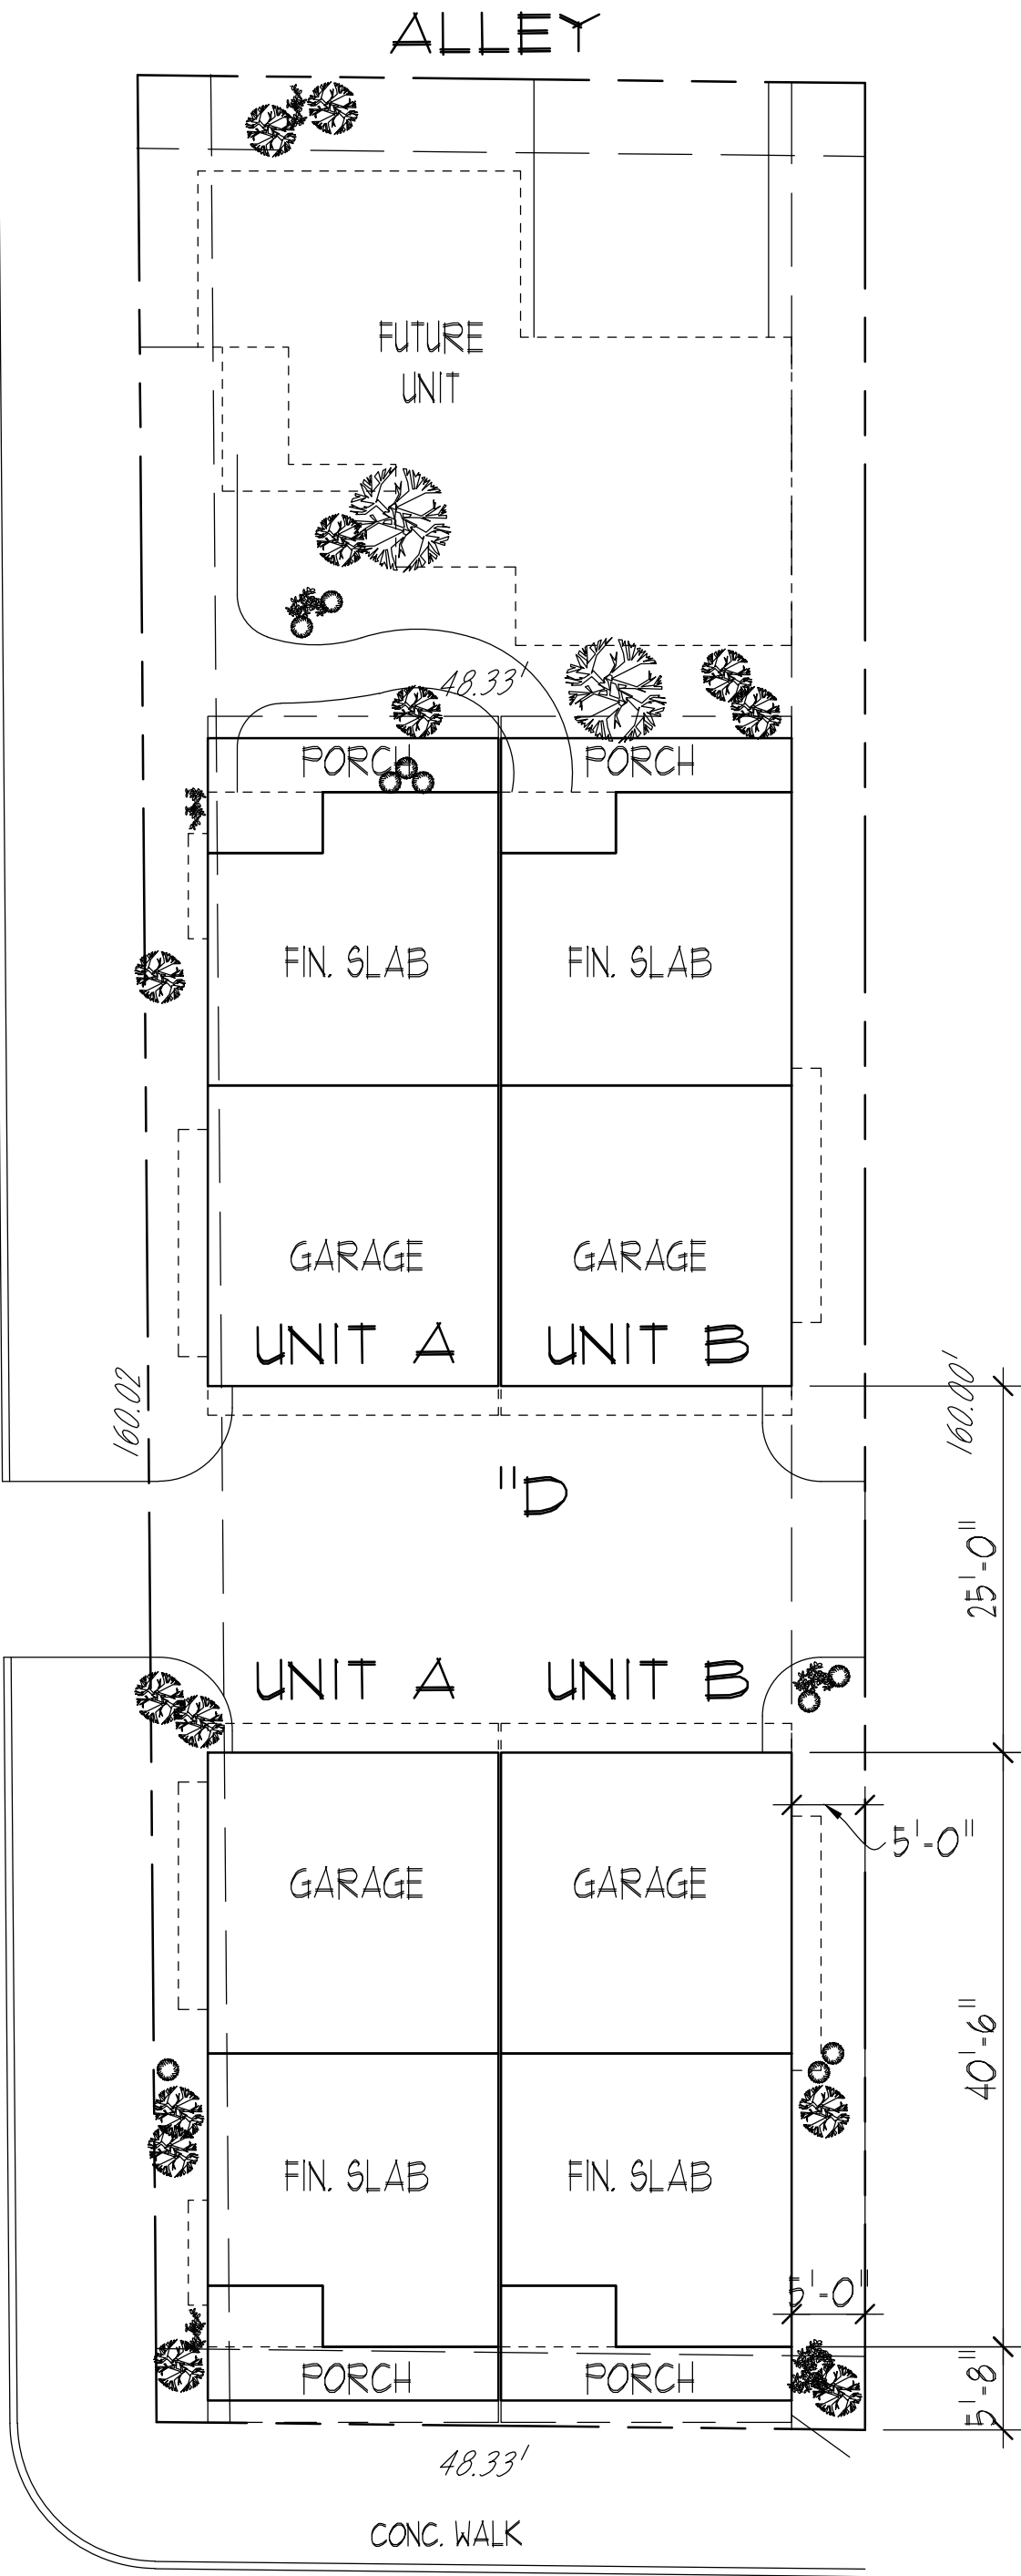 ALLEY
FUTURE
UNIT
48.33'
PORCH PORCH
FIN. SLAB FIN. SLAB
GARAGE GARAGE
UNIT A UNIT B
160.02
160.00'
"D
25'-0"
UNIT A UNIT B
5'-0"
GARAGE GARAGE
40'-6"
FIN. SLAB FIN. SLAB
5'-0"
PORCH PORCH
5'-8"
48.33'
CONC. WALK